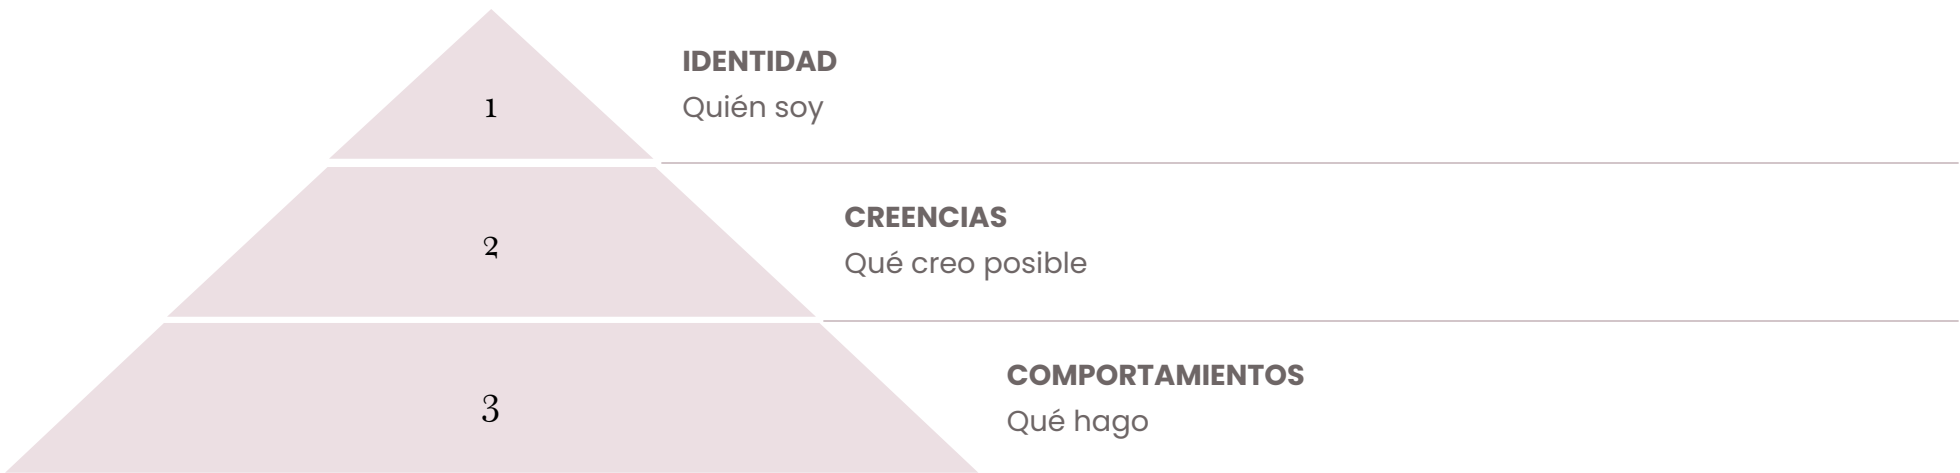 1
IDENTIDAD
Quién soy
2
CREENCIAS
Qué creo posible
3
COMPORTAMIENTOS
Qué hago